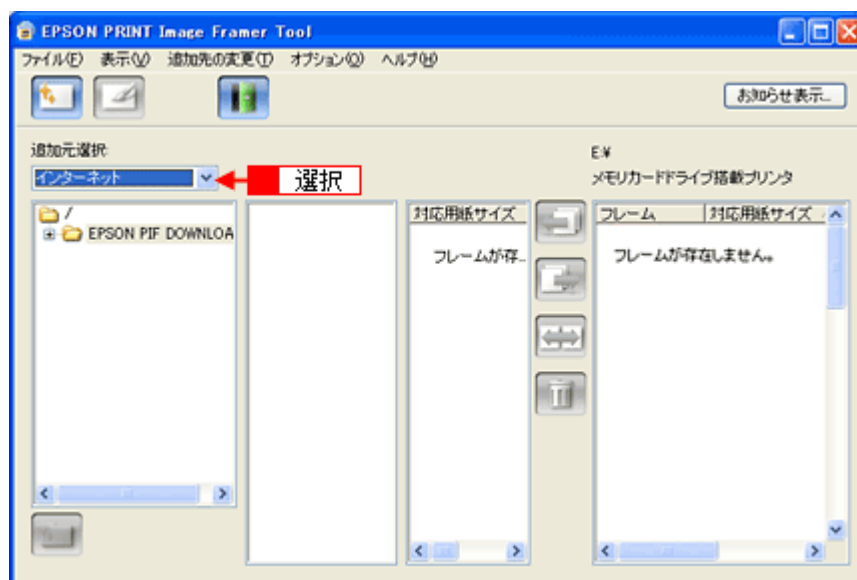 EPSON PRINT Image Framer Tool
ファイル(F) 表示(V) 追加先の変更(T) オプション(O) ヘルプ(H)
お知らせ表示...
追加元選択:
E:¥
インターネット
選択
メモリカードドライブ搭載プリンタ
/
EPSON PIF DOWNLOA
対応用紙サイズ
フレームが存...
フレーム 対応用紙サイズ
フレームが存在しません。